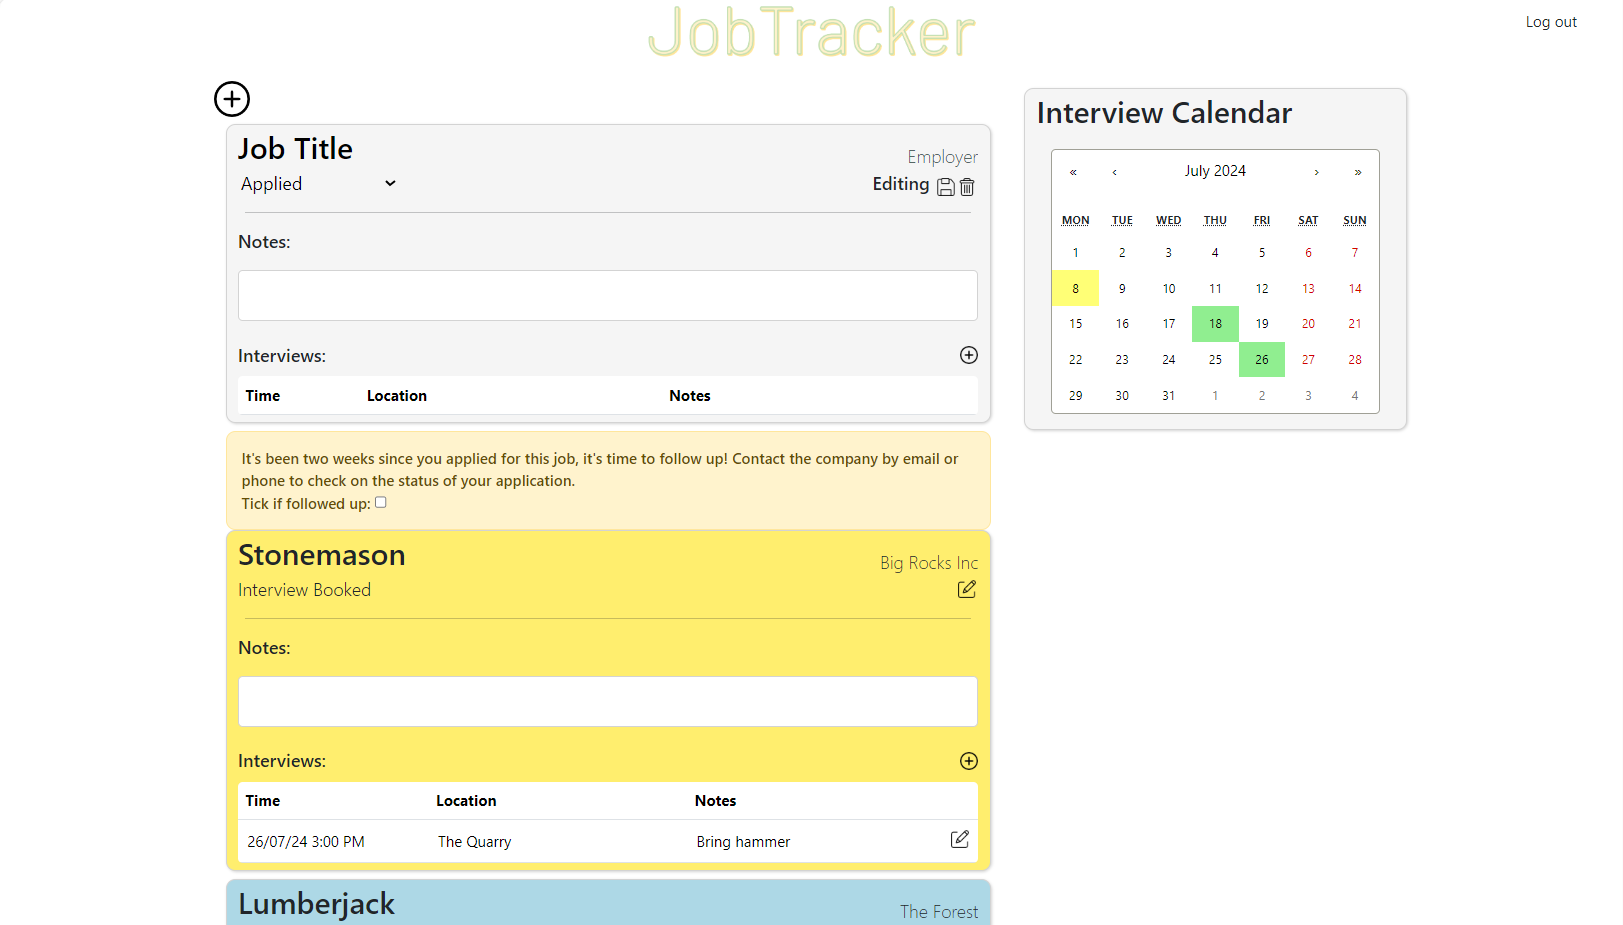 JobTracker
Log out
Job Title
Employer
Applied
Editing
Notes:
Interviews:
Time Location Notes
It's been two weeks since you applied for this job, it's time to follow up! Contact the company by email or
phone to check on the status of your application.
Tick if followed up:
Stonemason
Big Rocks Inc
Interview Booked
Notes:
Interviews:
Time Location Notes
26/07/24 3:00 PM The Quarry Bring hammer
Lumberjack
The Forest
Interview Calendar
« ‹ July 2024 › »
MON TUE WED THU FRI SAT SUN
1 2 3 4 5 6 7
8 9 10 11 12 13 14
15 16 17 18 19 20 21
22 23 24 25 26 27 28
29 30 31 1 2 3 4